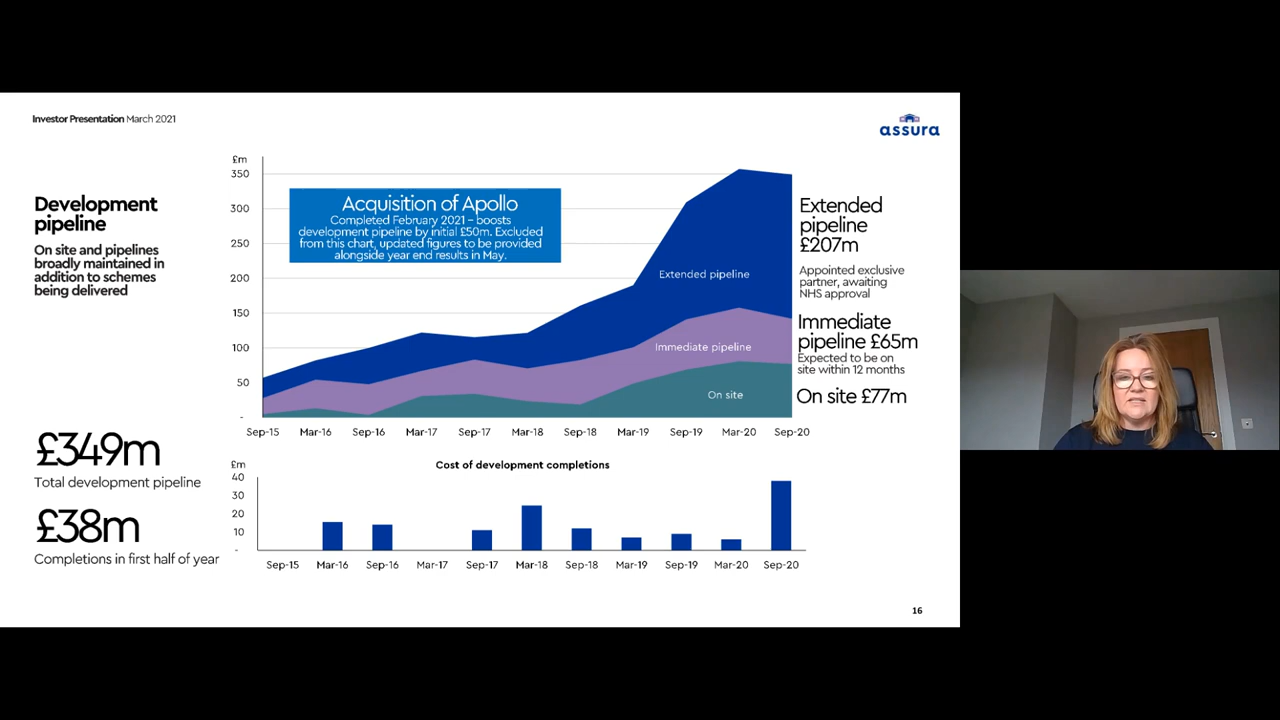 Investor Presentation March 2021
assura
Development
pipeline
On site and pipelines
broadly maintained in
addition to schemes
being delivered
£349m
Total development pipeline
£38m
Completions in first half of year
£m
350
300
250
200
150
100
50
-
Acquisition of Apollo
Completed February 2021 – boosts
development pipeline by initial £50m. Excluded
from this chart, updated figures to be provided
alongside year end results in May.
Extended pipeline
Immediate pipeline
On site
Sep-15 Mar-16 Sep-16 Mar-17 Sep-17 Mar-18 Sep-18 Mar-19 Sep-19 Mar-20 Sep-20
Extended
pipeline
£207m
Appointed exclusive
partner, awaiting
NHS approval
Immediate
pipeline £65m
Expected to be on
site within 12 months
On site £77m
£m
Cost of development completions
40
30
20
10
-
Sep-15 Mar-16 Sep-16 Mar-17 Sep-17 Mar-18 Sep-18 Mar-19 Sep-19 Mar-20 Sep-20
16